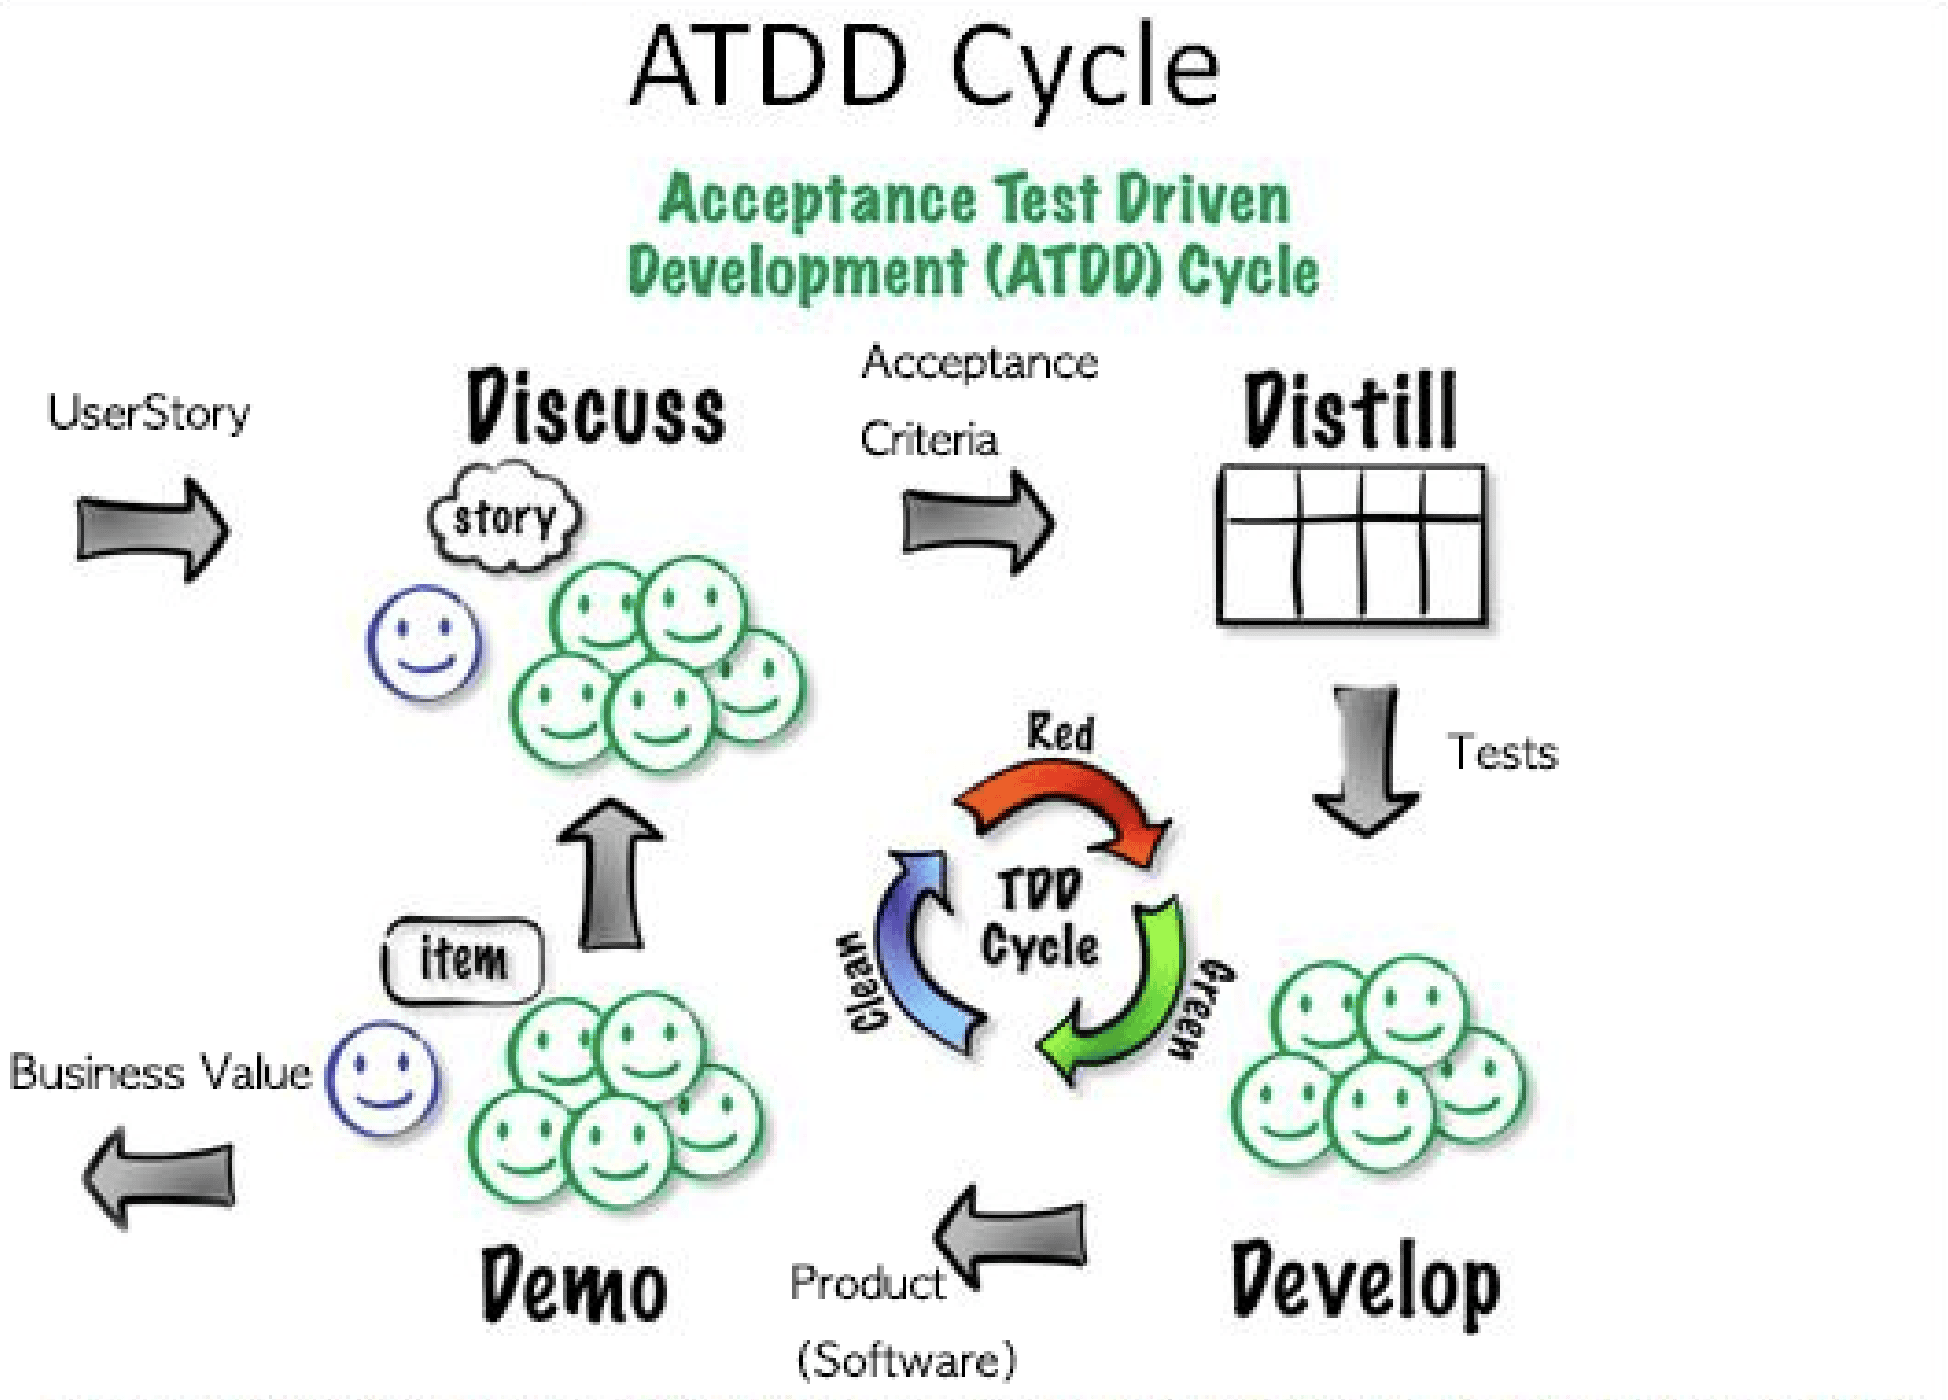 ATDD Cycle
Acceptance Test Driven
Development (ATDD) Cycle
UserStory
Discuss
story
Acceptance
Criteria
Distill
Tests
Red
TDD
Cycle
Green
Clean
item
Business Value
Demo
Product
(Software)
Develop